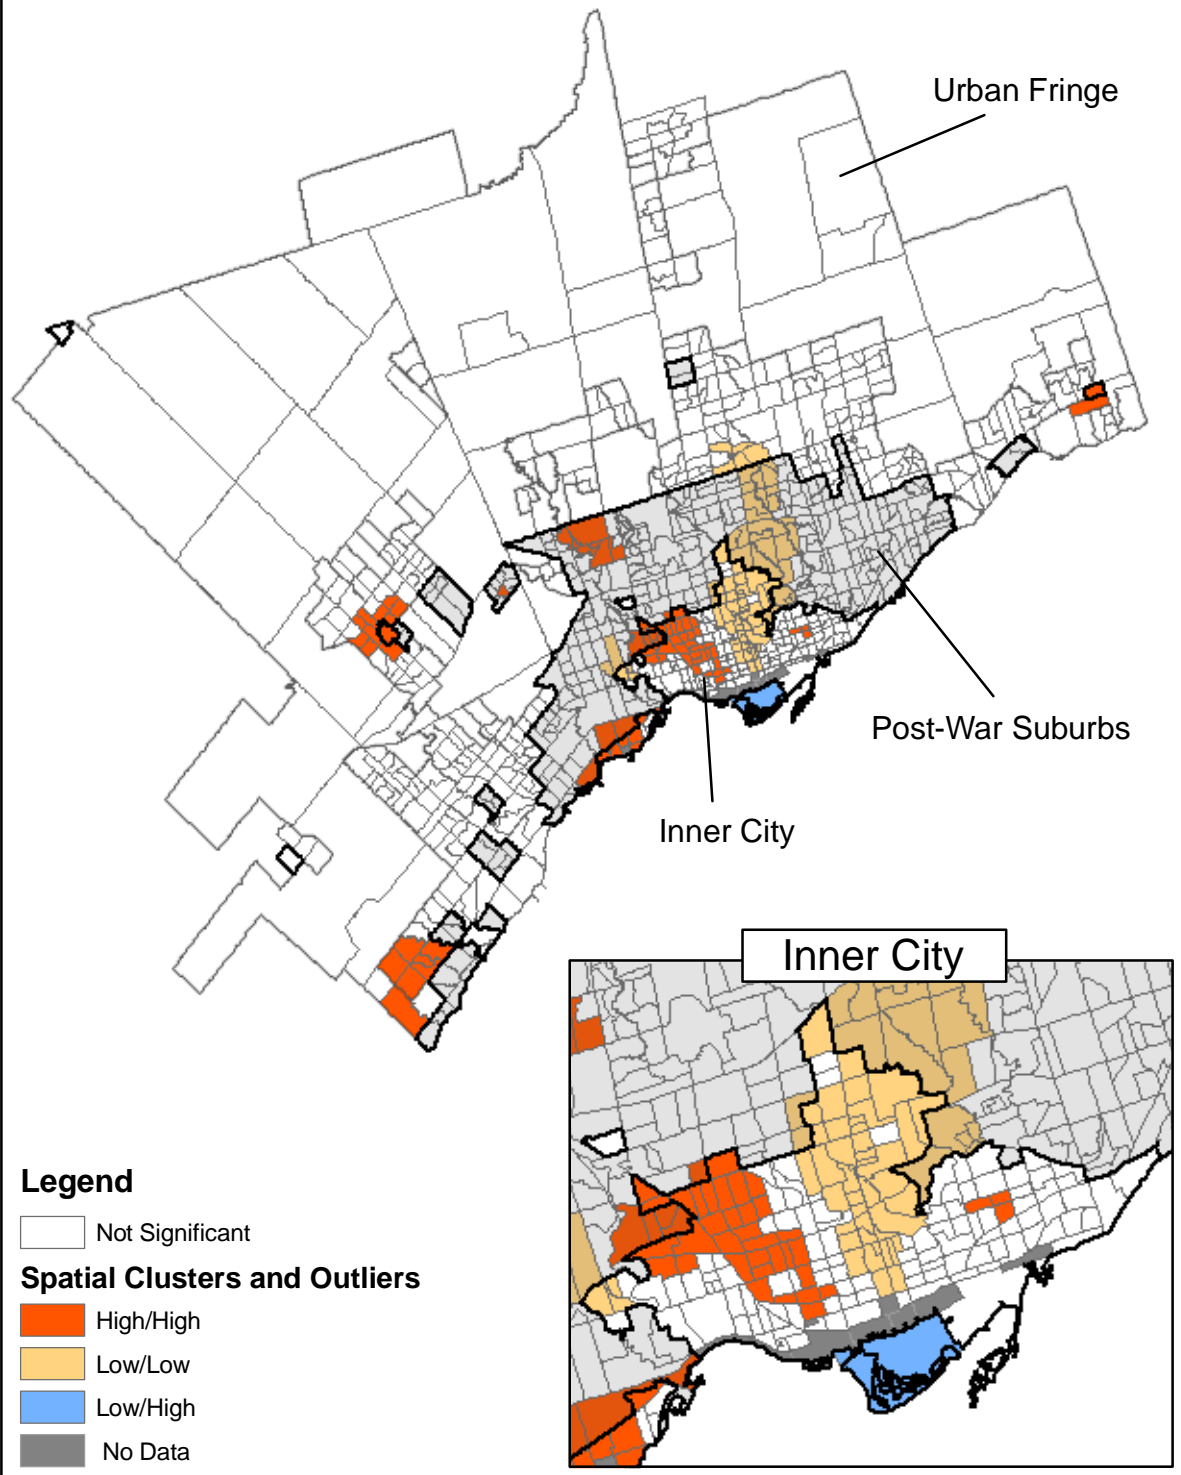 Urban Fringe
Post-War Suburbs
Inner City
Inner City
Legend
Not Significant
Spatial Clusters and Outliers
High/High
Low/Low
Low/High
No Data